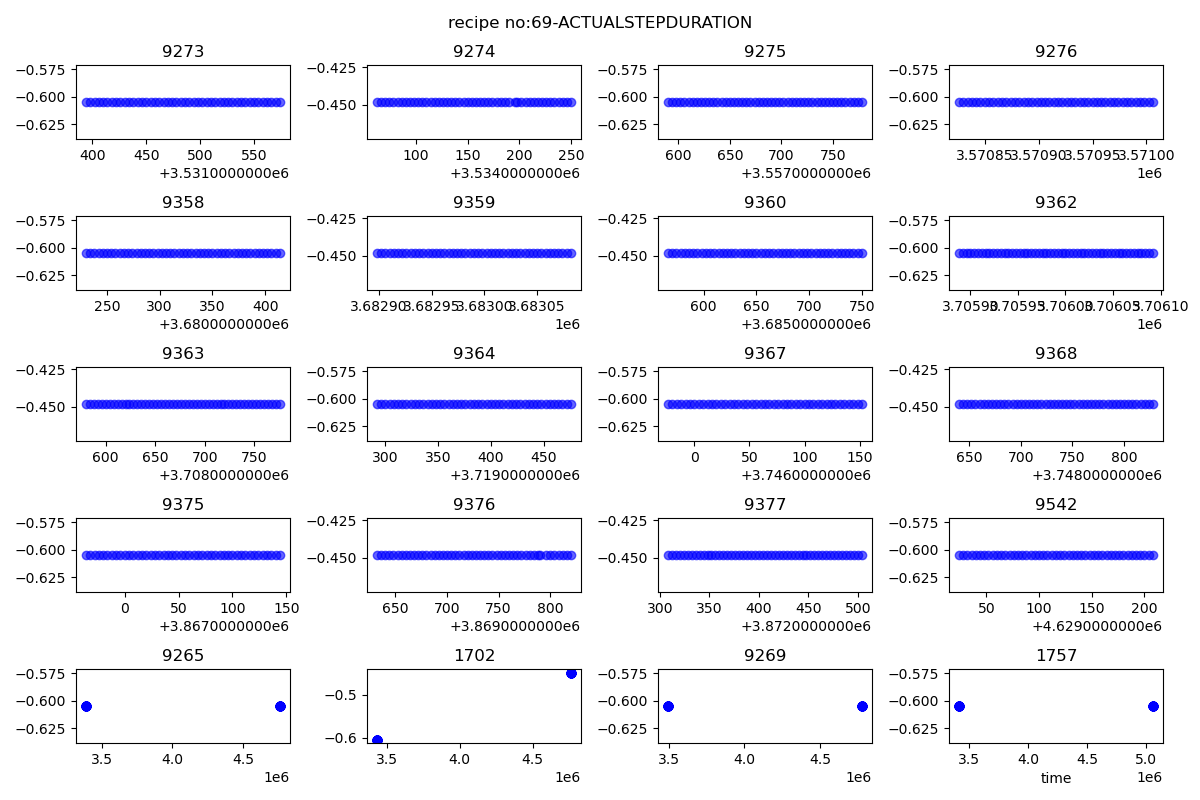 recipe no:69-ACTUALSTEPDURATION
9273 9274 9275 9276
−0.575 −0.425 −0.575 −0.575
−0.600 −0.450 −0.600 −0.600
−0.625 −0.625 −0.625
400 450 500 550 100 150 200 250 600 650 700 750 3.57085 3.57090 3.57095 3.57100
+3.5310000000e6 +3.5340000000e6 +3.5570000000e6 1e6
9358 9359 9360 9362
−0.575 −0.425 −0.425 −0.575
−0.600 −0.450 −0.450 −0.600
−0.625 −0.625
250 300 350 400 3.68290 3.68295 3.68300 3.68305 600 650 700 750 3.70590 3.70595 3.70600 3.70605 3.70610
+3.6800000000e6 1e6 +3.6850000000e6 1e6
9363 9364 9367 9368
−0.425 −0.575 −0.575 −0.425
−0.450 −0.600 −0.600 −0.450
−0.625 −0.625
600 650 700 750 300 350 400 450 0 50 100 150 650 700 750 800
+3.7080000000e6 +3.7190000000e6 +3.7460000000e6 +3.7480000000e6
9375 9376 9377 9542
−0.575 −0.425 −0.425 −0.575
−0.600 −0.450 −0.450 −0.600
−0.625 −0.625
0 50 100 150 650 700 750 800 300 350 400 450 500 50 100 150 200
+3.8670000000e6 +3.8690000000e6 +3.8720000000e6 +4.6290000000e6
9265 1702 9269 1757
−0.575 −0.5 −0.575 −0.575
−0.600 −0.6 −0.600 −0.600
−0.625 −0.625 −0.625
3.5 4.0 4.5 3.5 4.0 4.5 3.5 4.0 4.5 3.5 4.0 4.5 5.0
1e6 1e6 1e6 time 1e6